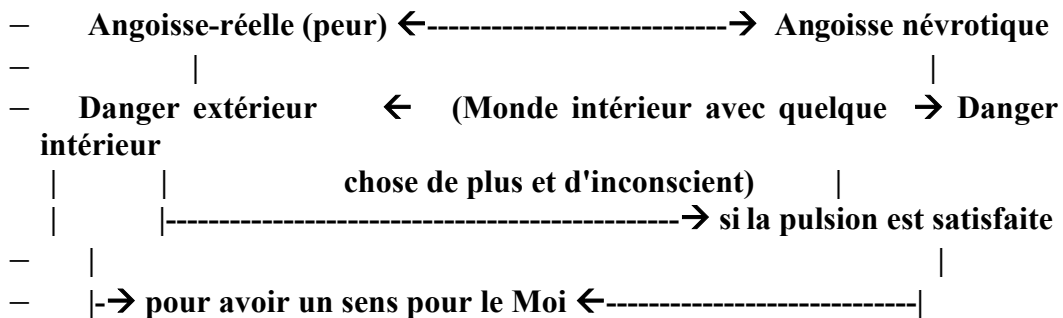 — Angoisse-réelle (peur) ←----------------------------→ Angoisse névrotique
— | |
— Danger extérieur ← (Monde intérieur avec quelque → Danger
intérieur
| | chose de plus et d'inconscient) |
| |-------------------------------------------------→ si la pulsion est satisfaite
— | |
— |-→ pour avoir un sens pour le Moi ←-----------------------------|